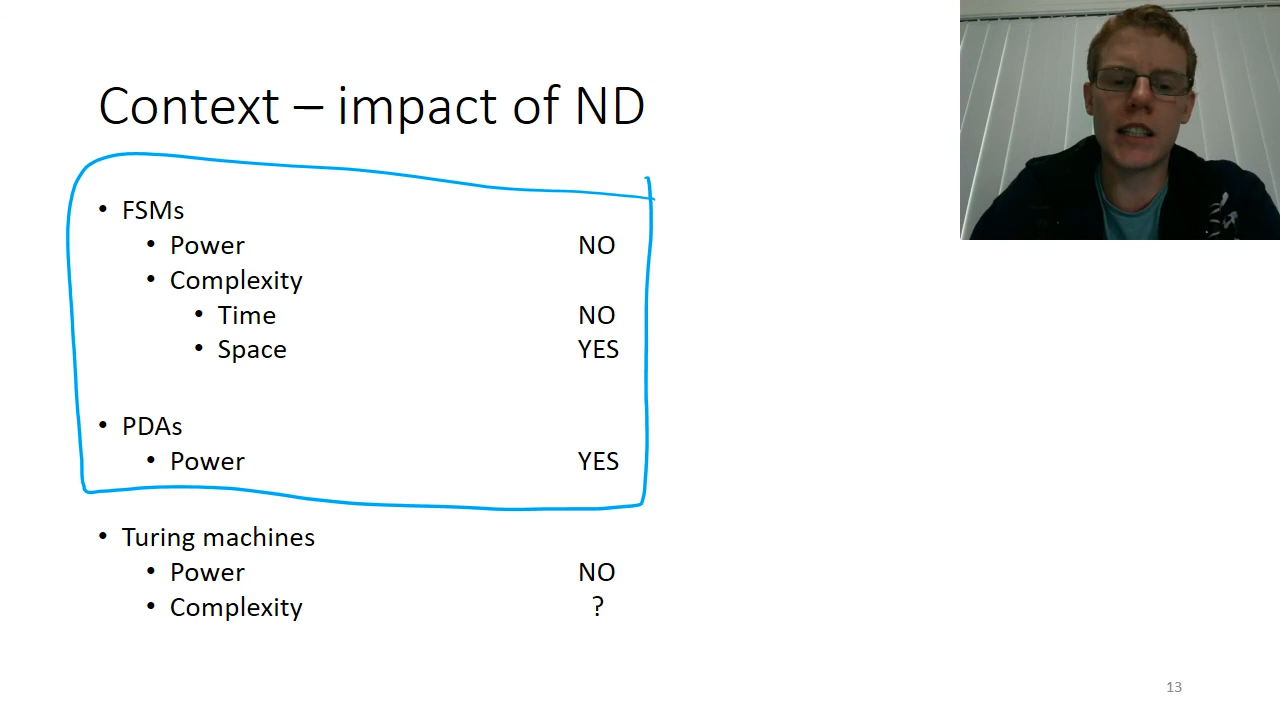 Context – impact of ND
• FSMs
• Power NO
• Complexity
• Time NO
• Space YES
• PDAs
• Power YES
• Turing machines
• Power NO
• Complexity ?
13